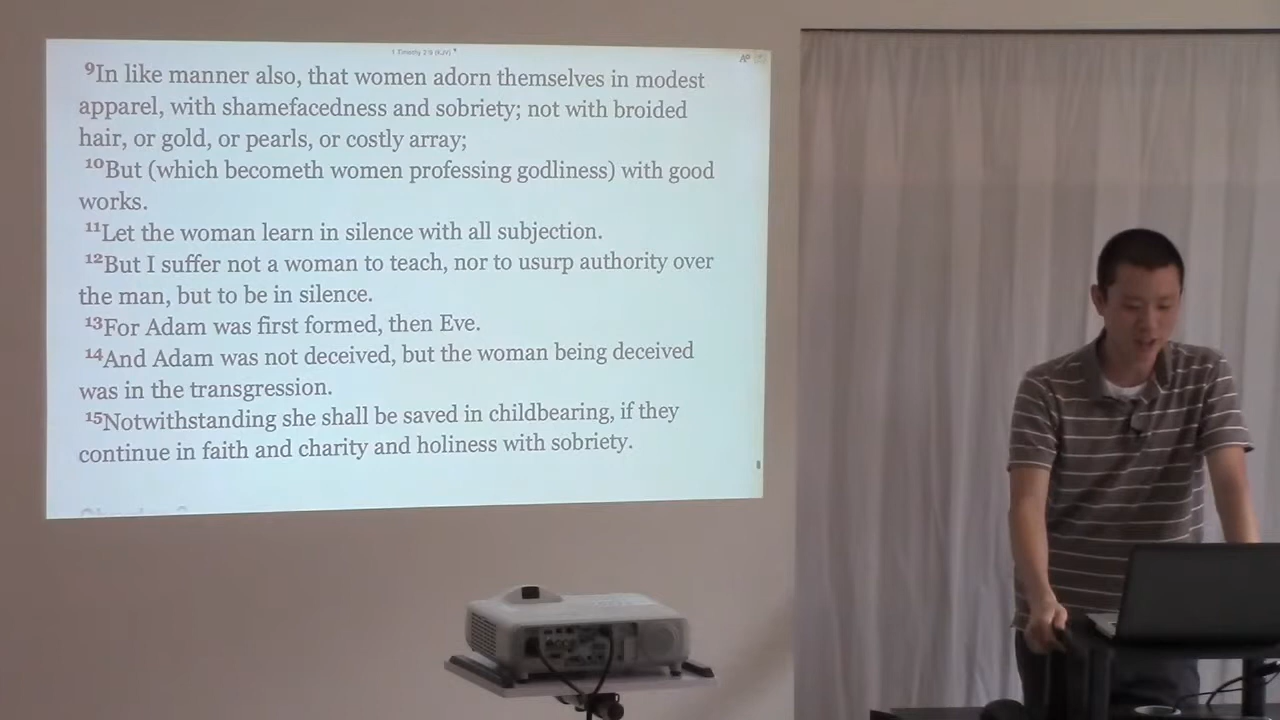 1 Timothy 2:9 (KJV)
9In like manner also, that women adorn themselves in modest
apparel, with shamefacedness and sobriety; not with broided
hair, or gold, or pearls, or costly array;
10But (which becometh women professing godliness) with good
works.
11Let the woman learn in silence with all subjection.
12But I suffer not a woman to teach, nor to usurp authority over
the man, but to be in silence.
13For Adam was first formed, then Eve.
14And Adam was not deceived, but the woman being deceived
was in the transgression.
15Notwithstanding she shall be saved in childbearing, if they
continue in faith and charity and holiness with sobriety.